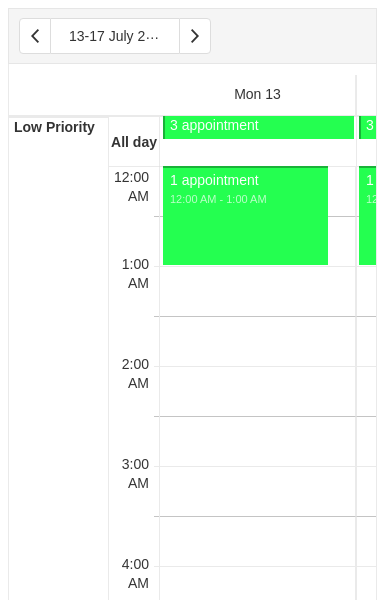 13-17 July 2···
Mon 13
Low Priority
All day
3 appointment
3
12:00 AM
1 appointment
12:00 AM - 1:00 AM
1
12
1:00 AM
2:00 AM
3:00 AM
4:00 AM